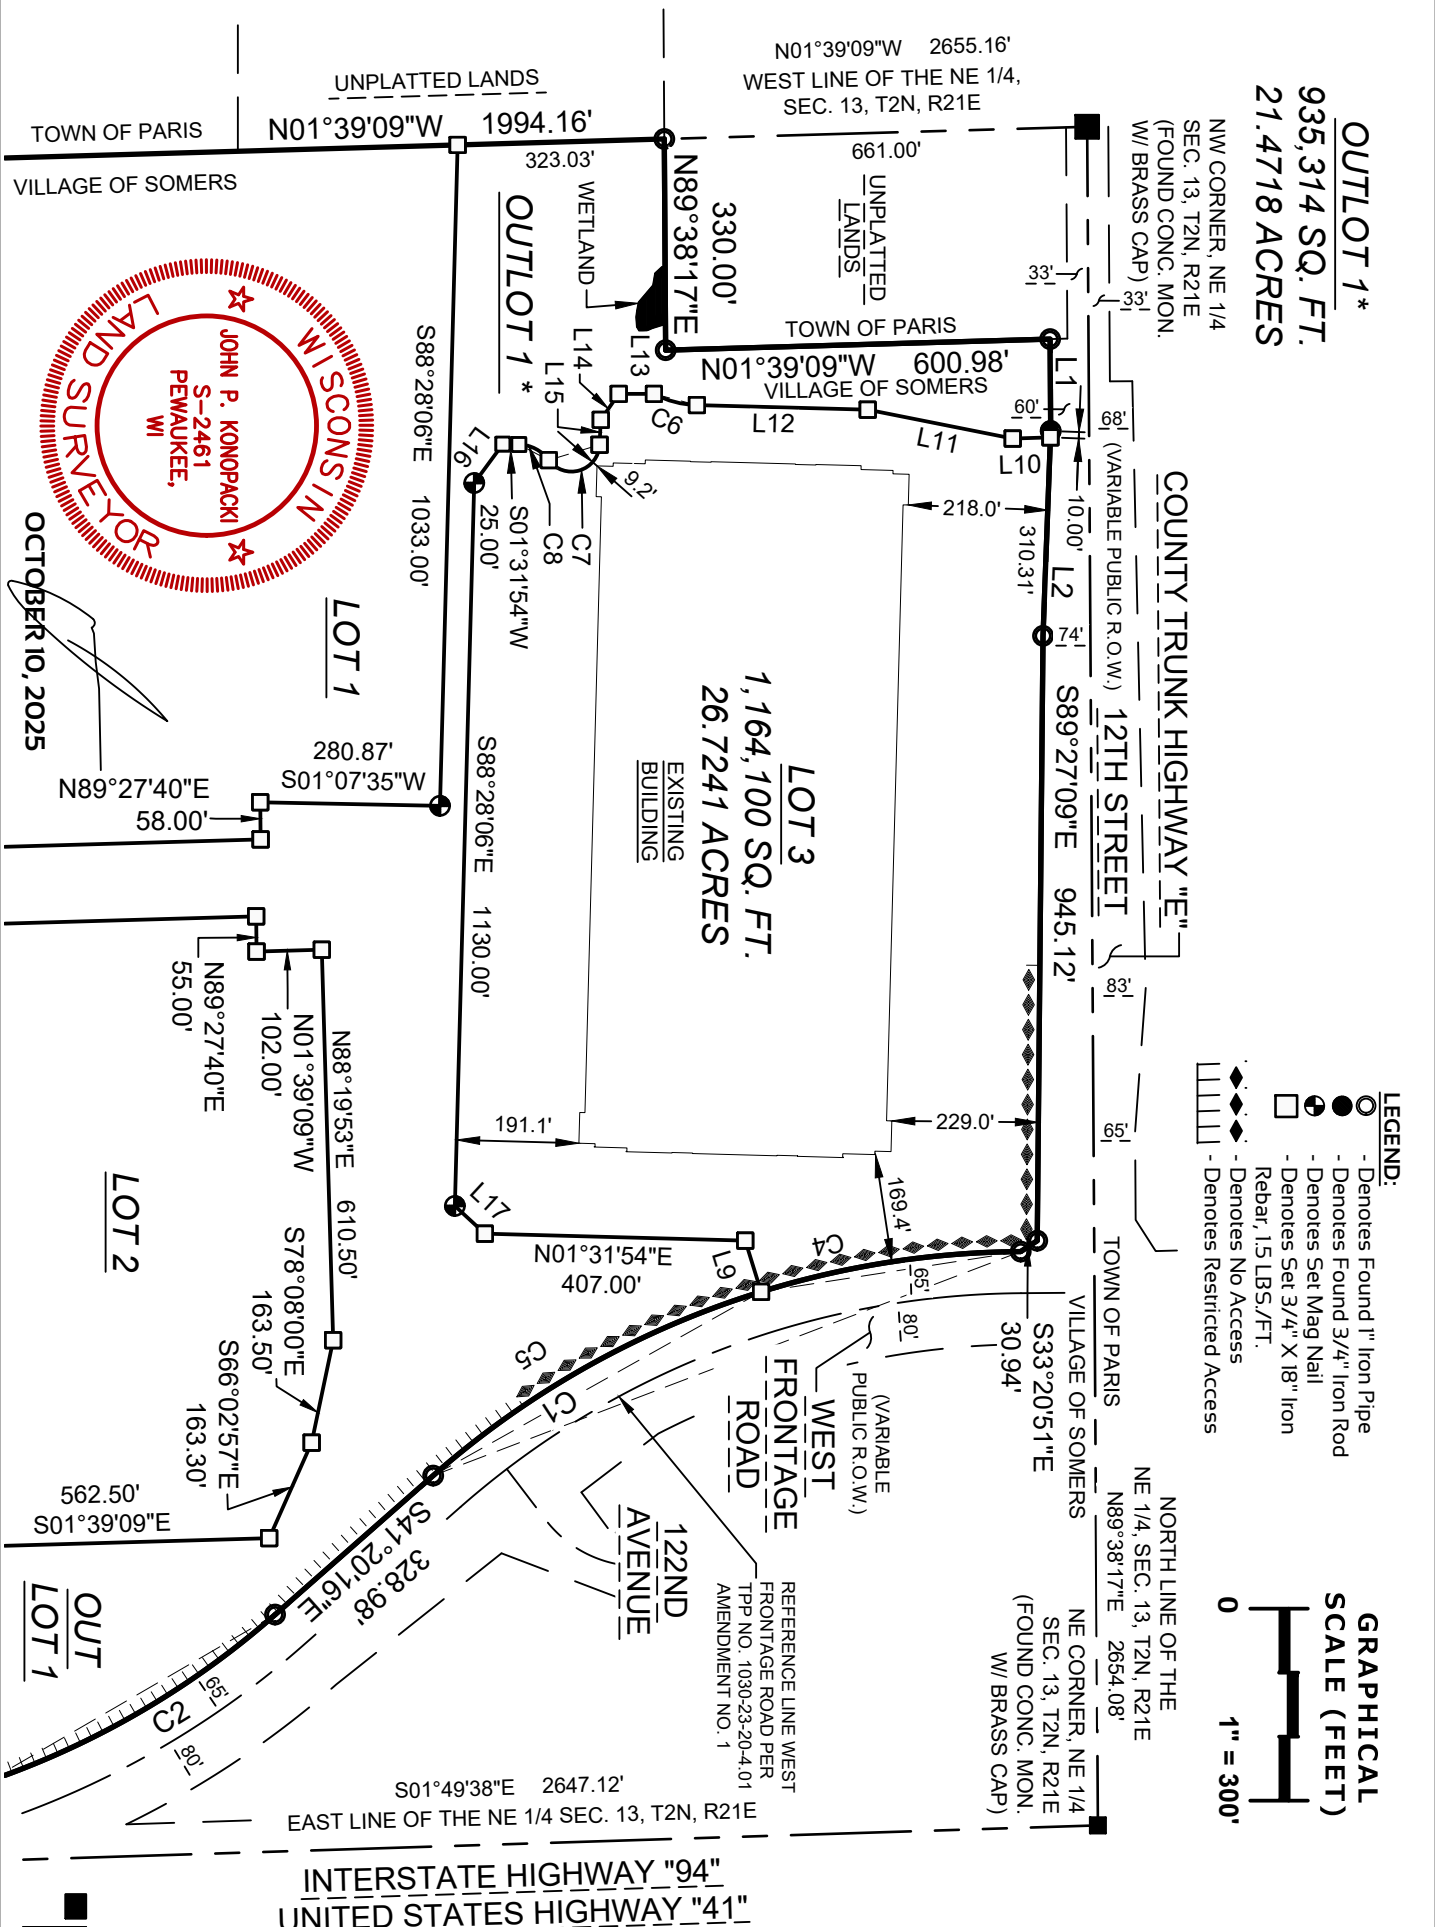 OUTLOT 1*
935,314 SQ. FT.
21.4718 ACRES
NW CORNER, NE 1/4
SEC. 13, T2N, R21E
(FOUND CONC. MON.
W/ BRASS CAP)
N01°39'09"W 2655.16'
WEST LINE OF THE NE 1/4,
SEC. 13, T2N, R21E
661.00'
UNPLATTED
LANDS
33'
33'
TOWN OF PARIS
N01°39'09"W 600.98'
VILLAGE OF SOMERS
330.00'
N89°38'17"E
UNPLATTED LANDS
TOWN OF PARIS
N01°39'09"W 1994.16'
323.03'
VILLAGE OF SOMERS
WETLAND
OUTLOT 1 *
L1
60'
68'
L10
10.00'
L11
L12
C6
L13
L14
L15
9.2'
C7
C8
S01°31'54"W
25.00'
L16
218.0'
310.31'
L2
74'
(VARIABLE PUBLIC R.O.W.)
COUNTY TRUNK HIGHWAY "E"
12TH STREET
S89°27'09"E 945.12'
83'
65'
LOT 3
1,164,100 SQ. FT.
26.7241 ACRES
EXISTING
BUILDING
229.0'
169.4'
191.1'
S88°28'06"E 1130.00'
S88°28'06"E 1033.00'
L17
N01°31'54"E
407.00'
L9
C4
C5
C1
65'
80'
S33°20'51"E
30.94'
TOWN OF PARIS
VILLAGE OF SOMERS
(VARIABLE
PUBLIC R.O.W.)
WEST
FRONTAGE
ROAD
122ND
AVENUE
REFERENCE LINE WEST
FRONTAGE ROAD PER
TPP NO. 1030-23-20-4.01
AMENDMENT NO. 1
S41°20'16"E
328.98'
C2
65'
80'
LOT 1
280.87'
S01°07'35"W
N89°27'40"E
58.00'
N89°27'40"E
55.00'
N01°39'09"W
102.00'
N88°19'53"E 610.50'
S78°08'00"E
163.50'
S66°02'57"E
163.30'
562.50'
S01°39'09"E
LOT 2
OUT
LOT 1
WISCONSIN
JOHN P. KONOPACKI
S-2461
PEWAUKEE,
WI
LAND SURVEYOR
OCTOBER 10, 2025
LEGEND:
- Denotes Found 1" Iron Pipe
- Denotes Found 3/4" Iron Rod
- Denotes Set Mag Nail
- Denotes Set 3/4" X 18" Iron
Rebar, 1.5 LBS./FT.
- Denotes No Access
- Denotes Restricted Access
GRAPHICAL
SCALE (FEET)
0 1" = 300'
NORTH LINE OF THE
NE 1/4, SEC. 13, T2N, R21E
N89°38'17"E 2654.08'
NE CORNER, NE 1/4
SEC. 13, T2N, R21E
(FOUND CONC. MON.
W/ BRASS CAP)
S01°49'38"E 2647.12'
EAST LINE OF THE NE 1/4 SEC. 13, T2N, R21E
INTERSTATE HIGHWAY "94"
UNITED STATES HIGHWAY "41"